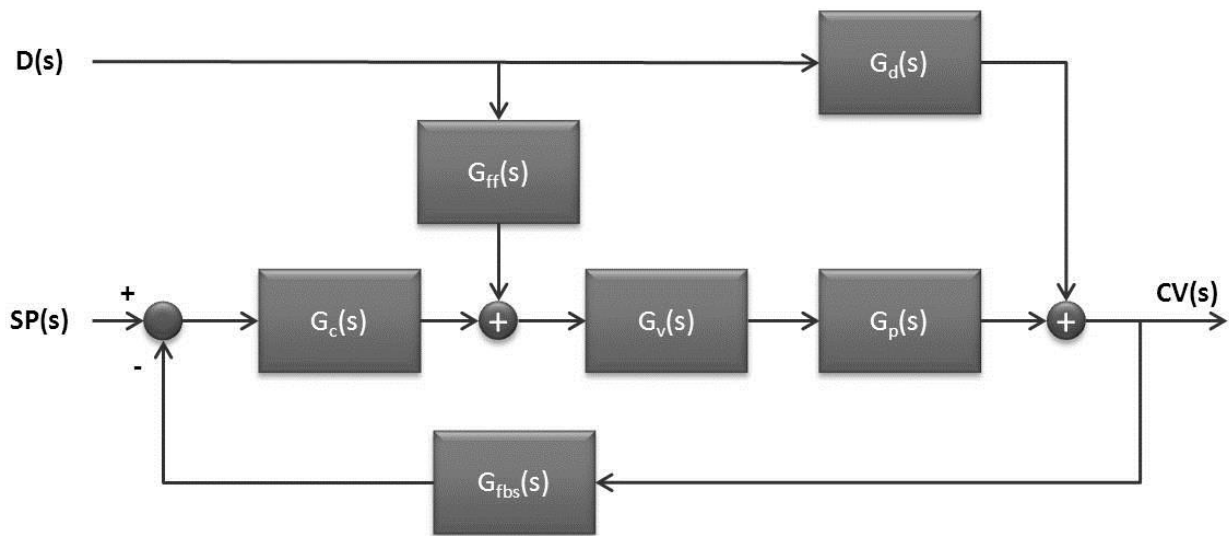 D(s)
G_d(s)
G_ff(s)
+
SP(s)
G_c(s)
+
G_v(s)
G_p(s)
+
CV(s)
-
G_fbs(s)